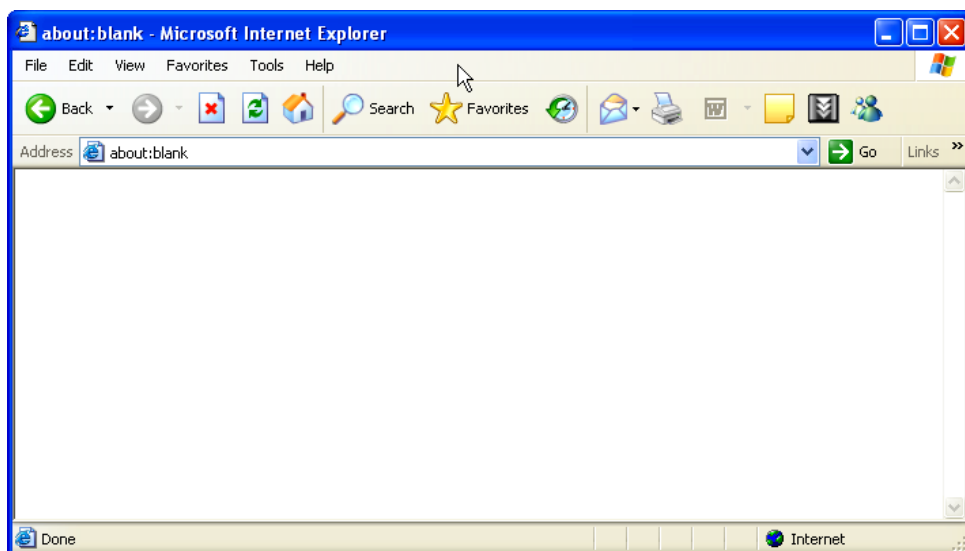 about:blank - Microsoft Internet Explorer
File Edit View Favorites Tools Help
Back Search Favorites W
Address about:blank Go Links »
Done Internet